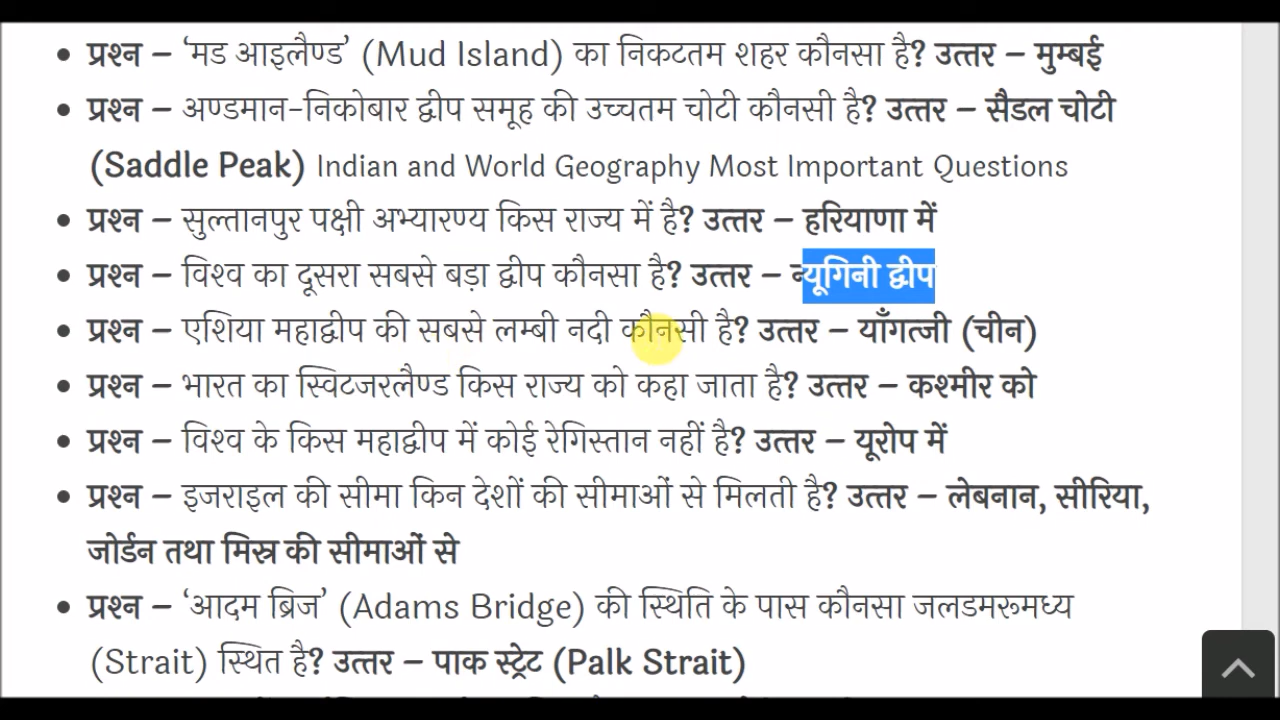 • प्रश्न – ‘मड आइलैण्ड’ (Mud Island) का निकटतम शहर कौनसा है? उत्तर – मुम्बई
• प्रश्न – अण्डमान-निकोबार द्वीप समूह की उच्चतम चोटी कौनसी है? उत्तर – सैडल चोटी
(Saddle Peak) Indian and World Geography Most Important Questions
• प्रश्न – सुल्तानपुर पक्षी अभ्यारण्य किस राज्य में है? उत्तर – हरियाणा में
• प्रश्न – विश्व का दूसरा सबसे बड़ा द्वीप कौनसा है? उत्तर – न्यूगिनी द्वीप
• प्रश्न – एशिया महाद्वीप की सबसे लम्बी नदी कौनसी है? उत्तर – याँगत्जी (चीन)
• प्रश्न – भारत का स्विटजरलैण्ड किस राज्य को कहा जाता है? उत्तर – कश्मीर को
• प्रश्न – विश्व के किस महाद्वीप में कोई रेगिस्तान नहीं है? उत्तर – यूरोप में
• प्रश्न – इजराइल की सीमा किन देशों की सीमाओं से मिलती है? उत्तर – लेबनान, सीरिया,
जोर्डन तथा मिस्र की सीमाओं से
• प्रश्न – ‘आदम ब्रिज’ (Adams Bridge) की स्थिति के पास कौनसा जलडमरूमध्य
(Strait) स्थित है? उत्तर – पाक स्ट्रेट (Palk Strait)